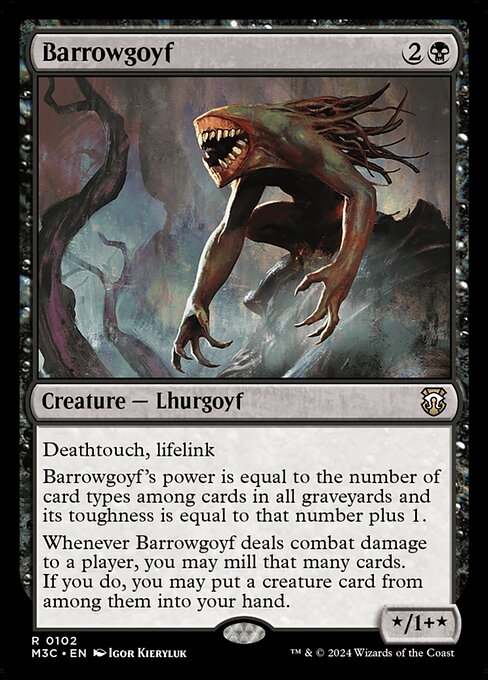 Barrowgoyf 2
Creature — Lhurgoyf
Deathtouch, lifelink
Barrowgoyf's power is equal to the number of
card types among cards in all graveyards and
its toughness is equal to that number plus 1.
Whenever Barrowgoyf deals combat damage
to a player, you may mill that many cards.
If you do, you may put a creature card from
among them into your hand.
★/1+★
R 0102
M3C • EN Igor Kieryluk
™ & © 2024 Wizards of the Coast